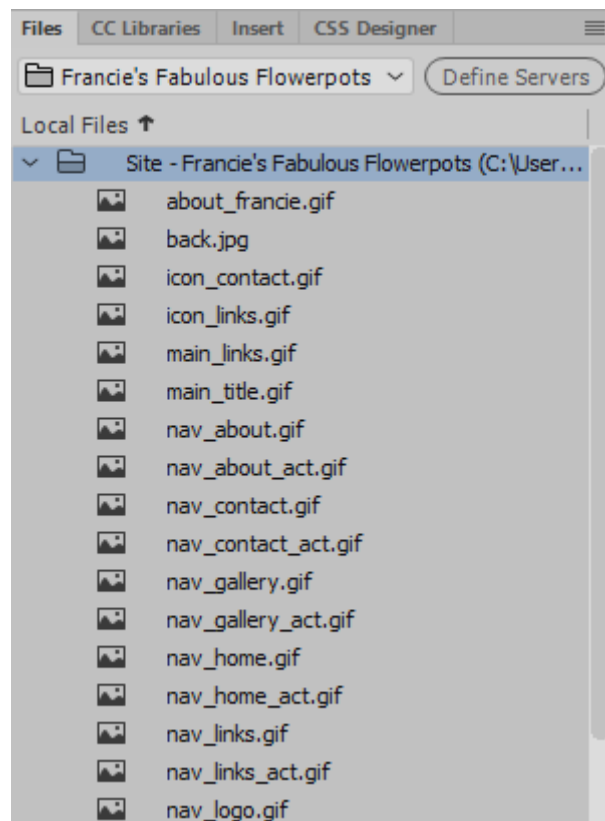 Files CC Libraries Insert CSS Designer
Francie's Fabulous Flowerpots Define Servers
Local Files ↑
Site - Francie's Fabulous Flowerpots (C:\User...
about_francie.gif
back.jpg
icon_contact.gif
icon_links.gif
main_links.gif
main_title.gif
nav_about.gif
nav_about_act.gif
nav_contact.gif
nav_contact_act.gif
nav_gallery.gif
nav_gallery_act.gif
nav_home.gif
nav_home_act.gif
nav_links.gif
nav_links_act.gif
nav_logo.gif